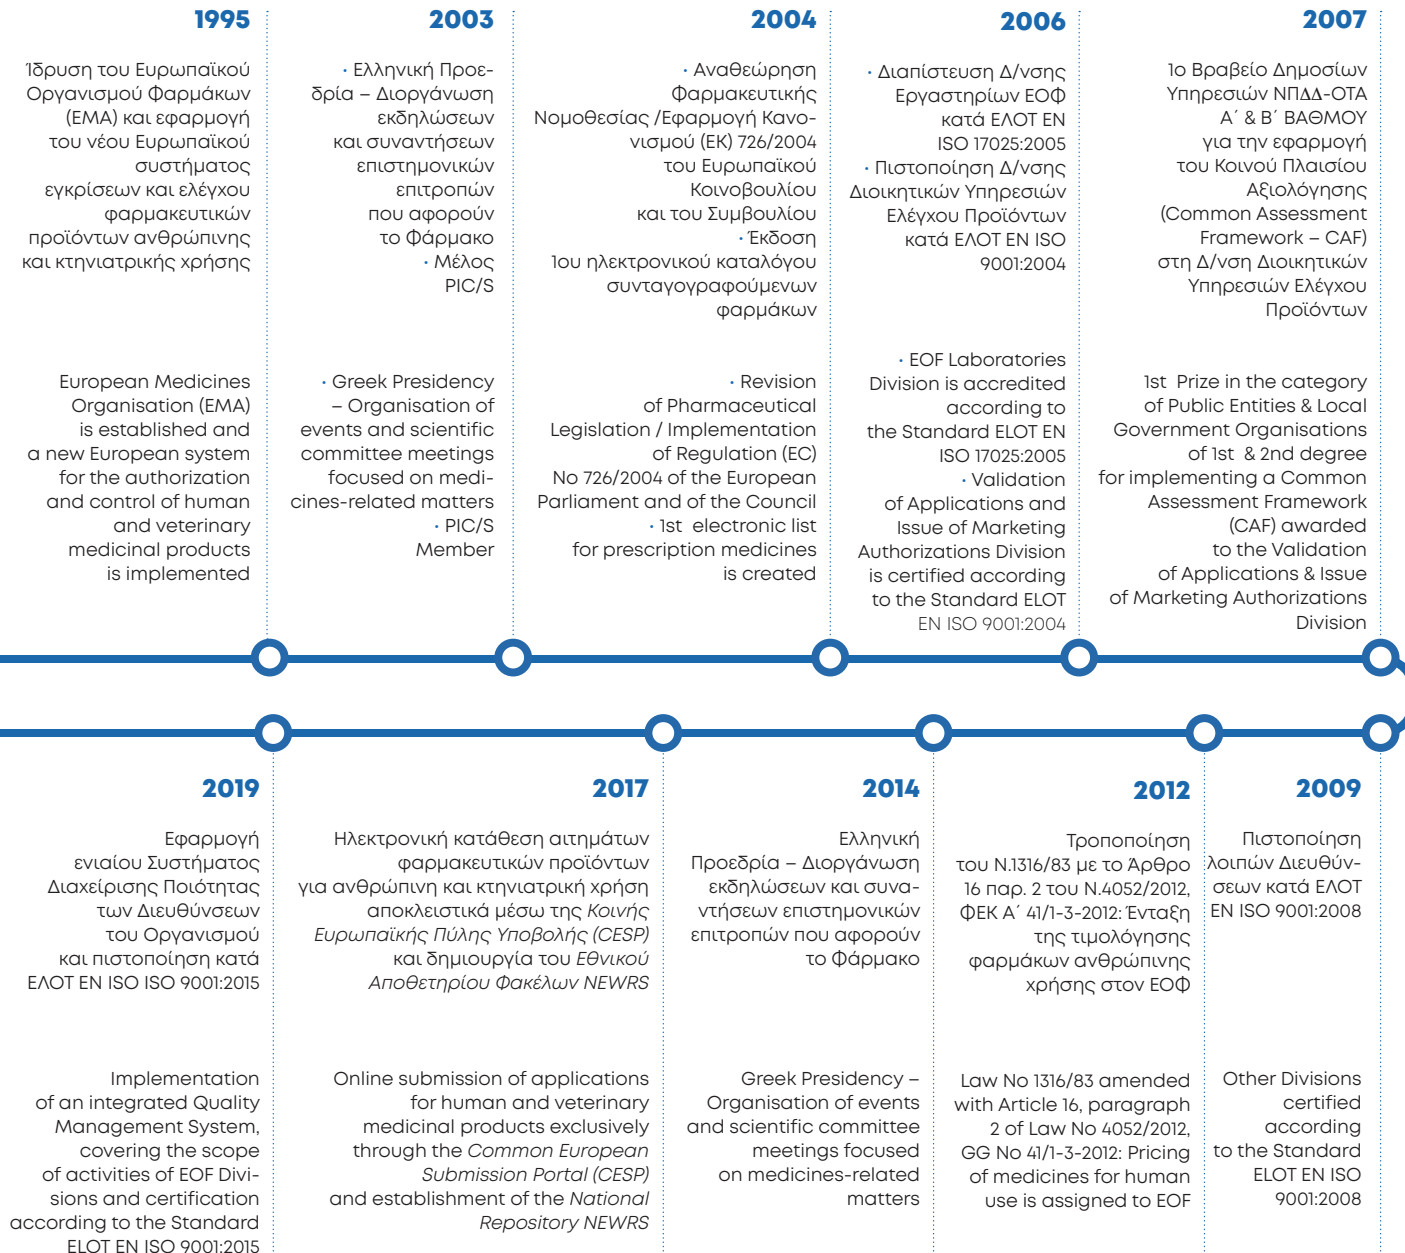 1995
Ίδρυση του Ευρωπαϊκού
Οργανισμού Φαρμάκων
(ΕΜΑ) και εφαρμογή
του νέου Ευρωπαϊκού
συστήματος
εγκρίσεων και ελέγχου
φαρμακευτικών
προϊόντων ανθρώπινης
και κτηνιατρικής χρήσης
European Medicines
Organisation (EMA)
is established and
a new European system
for the authorization
and control of human
and veterinary
medicinal products
is implemented
2003
· Ελληνική Προε-
δρία – Διοργάνωση
εκδηλώσεων
και συναντήσεων
επιστημονικών
επιτροπών
που αφορούν
το Φάρμακο
· Μέλος
PIC/S
· Greek Presidency
– Organisation of
events and scientific
committee meetings
focused on medi-
cines-related matters
· PIC/S
Member
2004
· Αναθεώρηση
Φαρμακευτικής
Νομοθεσίας /Εφαρμογή Κανο-
νισμού (ΕΚ) 726/2004
του Ευρωπαϊκού
Κοινοβουλίου
και του Συμβουλίου
· Έκδοση
1ου ηλεκτρονικού καταλόγου
συνταγογραφούμενων
φαρμάκων
· Revision
of Pharmaceutical
Legislation / Implementation
of Regulation (EC)
No 726/2004 of the European
Parliament and of the Council
· 1st  electronic list
for prescription medicines
is created
2006
· Διαπίστευση Δ/νσης
Εργαστηρίων ΕΟΦ
κατά ΕΛΟΤ ΕΝ
ISO 17025:2005
· Πιστοποίηση Δ/νσης
Διοικητικών Υπηρεσιών
Ελέγχου Προϊόντων
κατά ΕΛΟΤ ΕΝ ISO
9001:2004
· EOF Laboratories
Division is accredited
according to
the Standard ELOT EN
ISO 17025:2005
· Validation
of Applications and
Issue of Marketing
Authorizations Division
is certified according
to the Standard ELOT
EN ISO 9001:2004
2007
1ο Βραβείο Δημοσίων
Υπηρεσιών ΝΠΔΔ-ΟΤΑ
Α΄ & Β΄ ΒΑΘΜΟΥ
για την εφαρμογή
του Κοινού Πλαισίου
Αξιολόγησης
(Common Assessment
Framework – CAF)
στη Δ/νση Διοικητικών
Υπηρεσιών Ελέγχου
Προϊόντων
1st  Prize in the category
of Public Entities & Local
Government Organisations
of 1st  & 2nd degree
for implementing a Common
Assessment Framework
(CAF) awarded
to the Validation
of Applications & Issue
of Marketing Authorizations
Division
2019
Εφαρμογή
ενιαίου Συστήματος
Διαχείρισης Ποιότητας
των Διευθύνσεων
του Οργανισμού
και πιστοποίηση κατά
ΕΛΟΤ ΕΝ ISO ISO 9001:2015
Implementation
of an integrated Quality
Management System,
covering the scope
of activities of EOF Divi-
sions and certification
according to the Standard
ELOT EN ISO 9001:2015
2017
Ηλεκτρονική κατάθεση αιτημάτων
φαρμακευτικών προϊόντων
για ανθρώπινη και κτηνιατρική χρήση
αποκλειστικά μέσω της Κοινής
Ευρωπαϊκής Πύλης Υποβολής (CESP)
και δημιουργία του Εθνικού
Αποθετηρίου Φακέλων NEWRS
Online submission of applications
for human and veterinary
medicinal products exclusively
through the Common European
Submission Portal (CESP)
and establishment of the National
Repository NEWRS
2014
Ελληνική
Προεδρία – Διοργάνωση
εκδηλώσεων και συνα-
ντήσεων επιστημονικών
επιτροπών που αφορούν
το Φάρμακο
Greek Presidency –
Organisation of events
and scientific committee
meetings focused
on medicines-related
matters
2012
Τροποποίηση
του Ν.1316/83 με το Άρθρο
16 παρ. 2 του Ν.4052/2012,
ΦΕΚ Α΄ 41/1-3-2012: Ένταξη
της τιμολόγησης
φαρμάκων ανθρώπινης
χρήσης στον ΕΟΦ
Law No 1316/83 amended
with Article 16, paragraph
2 of Law No 4052/2012,
GG No 41/1-3-2012: Pricing
of medicines for human
use is assigned to EOF
2009
Πιστοποίηση
λοιπών Διευθύν-
σεων κατά ΕΛΟΤ
EN ISO 9001:2008
Other Divisions
certified
according
to the Standard
ELOT EN ISO
9001:2008